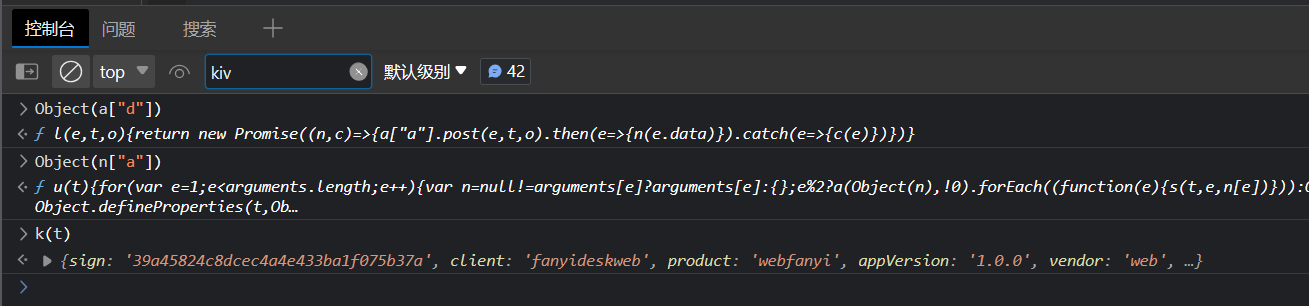 控制台 问题 搜索
top kiv 默认级别 42
Object(a["d"])
ƒ l(e,t,o){return new Promise((n,c)=>{a["a"].post(e,t,o).then(e=>{n(e.data)}).catch(e=>{c(e)})})}
Object(n["a"])
ƒ u(t){for(var e=1;e<arguments.length;e++){var n=null!=arguments[e]?arguments[e]:{};e%2?a(Object(n),!0).forEach((function(e){s(t,e,n[e])})):
Object.defineProperties(t,Ob…
k(t)
{sign: '39a45824c8dcec4a4e433ba1f075b37a', client: 'fanyideskweb', product: 'webfanyi', appVersion: '1.0.0', vendor: 'web', …}